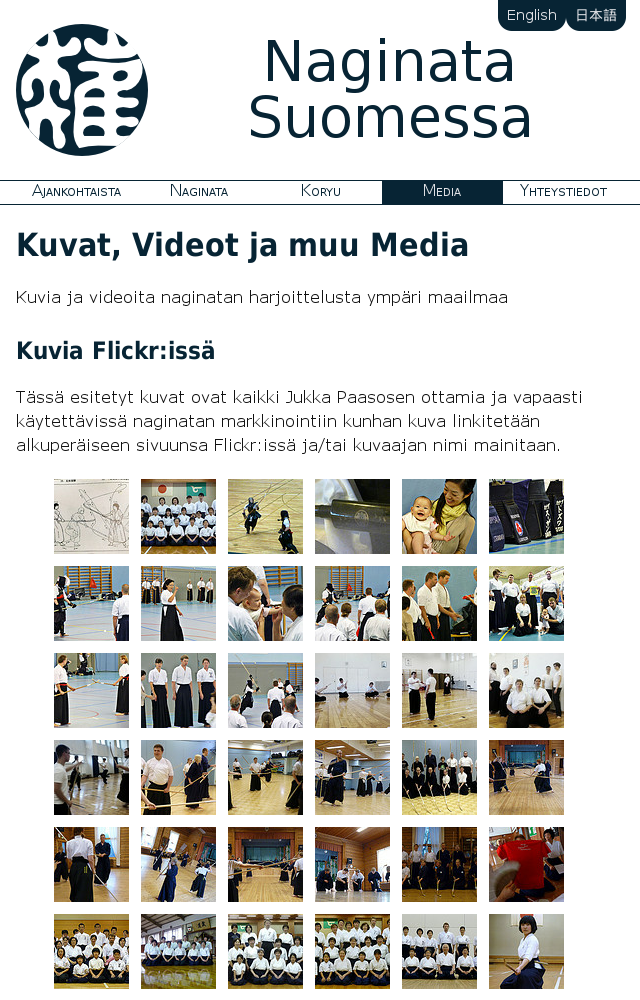 English 日本語
Naginata
Suomessa
Ajankohtaista Naginata Koryu Media Yhteystiedot
Kuvat, Videot ja muu Media
Kuvia ja videoita naginatan harjoittelusta ympäri maailmaa
Kuvia Flickr:issä
Tässä esitetyt kuvat ovat kaikki Jukka Paasosen ottamia ja vapaasti
käytettävissä naginatan markkinointiin kunhan kuva linkitetään
alkuperäiseen sivuunsa Flickr:issä ja/tai kuvaajan nimi mainitaan.